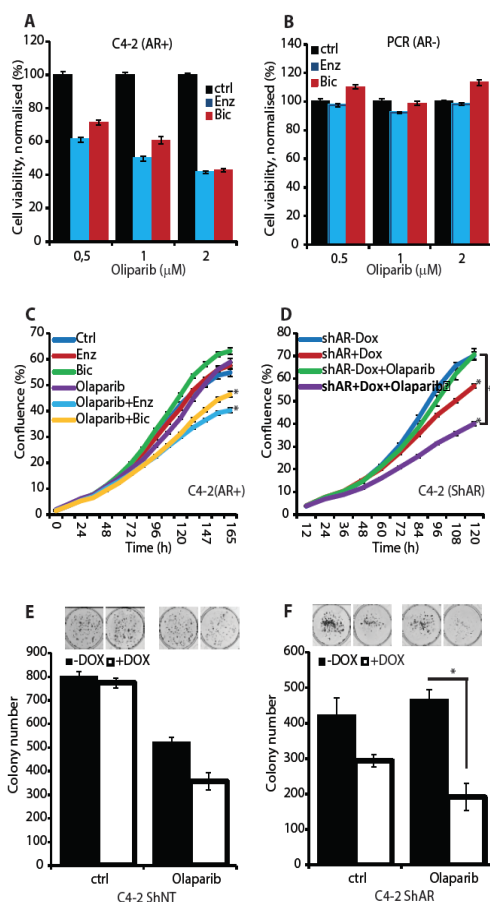 A
C4-2 (AR+)
Cell viability, normalised (%)
140
120
100
80
60
40
20
0
ctrl
Enz
Bic
0,5
1
2
Oliparib (μM)
B
PCR (AR-)
Cell viability, normalised (%)
140
120
100
80
60
40
20
0
ctrl
Enz
Bic
0.5
1
2
Oliparib (μM)
C
Confluence (%)
70
60
50
40
30
20
10
0
Ctrl
Enz
Bic
Olaparib
Olaparib+Enz
Olaparib+Bic
*
*
C4-2(AR+)
0
24
48
72
96
120
147
165
Time (h)
D
Confluence (%)
80
70
60
50
40
30
20
10
0
shAR-Dox
shAR+Dox
shAR-Dox+Olaparib
shAR+Dox+Olaparib
*
*
*
C4-2 (ShAR)
12
24
36
48
60
72
84
96
108
120
Time (h)
E
-DOX +DOX
Colony number
900
800
700
600
500
400
300
200
100
0
ctrl
Olaparib
C4-2 ShNT
F
-DOX +DOX
*
Colony number
600
500
400
300
200
100
0
ctrl
Olaparib
C4-2 ShAR